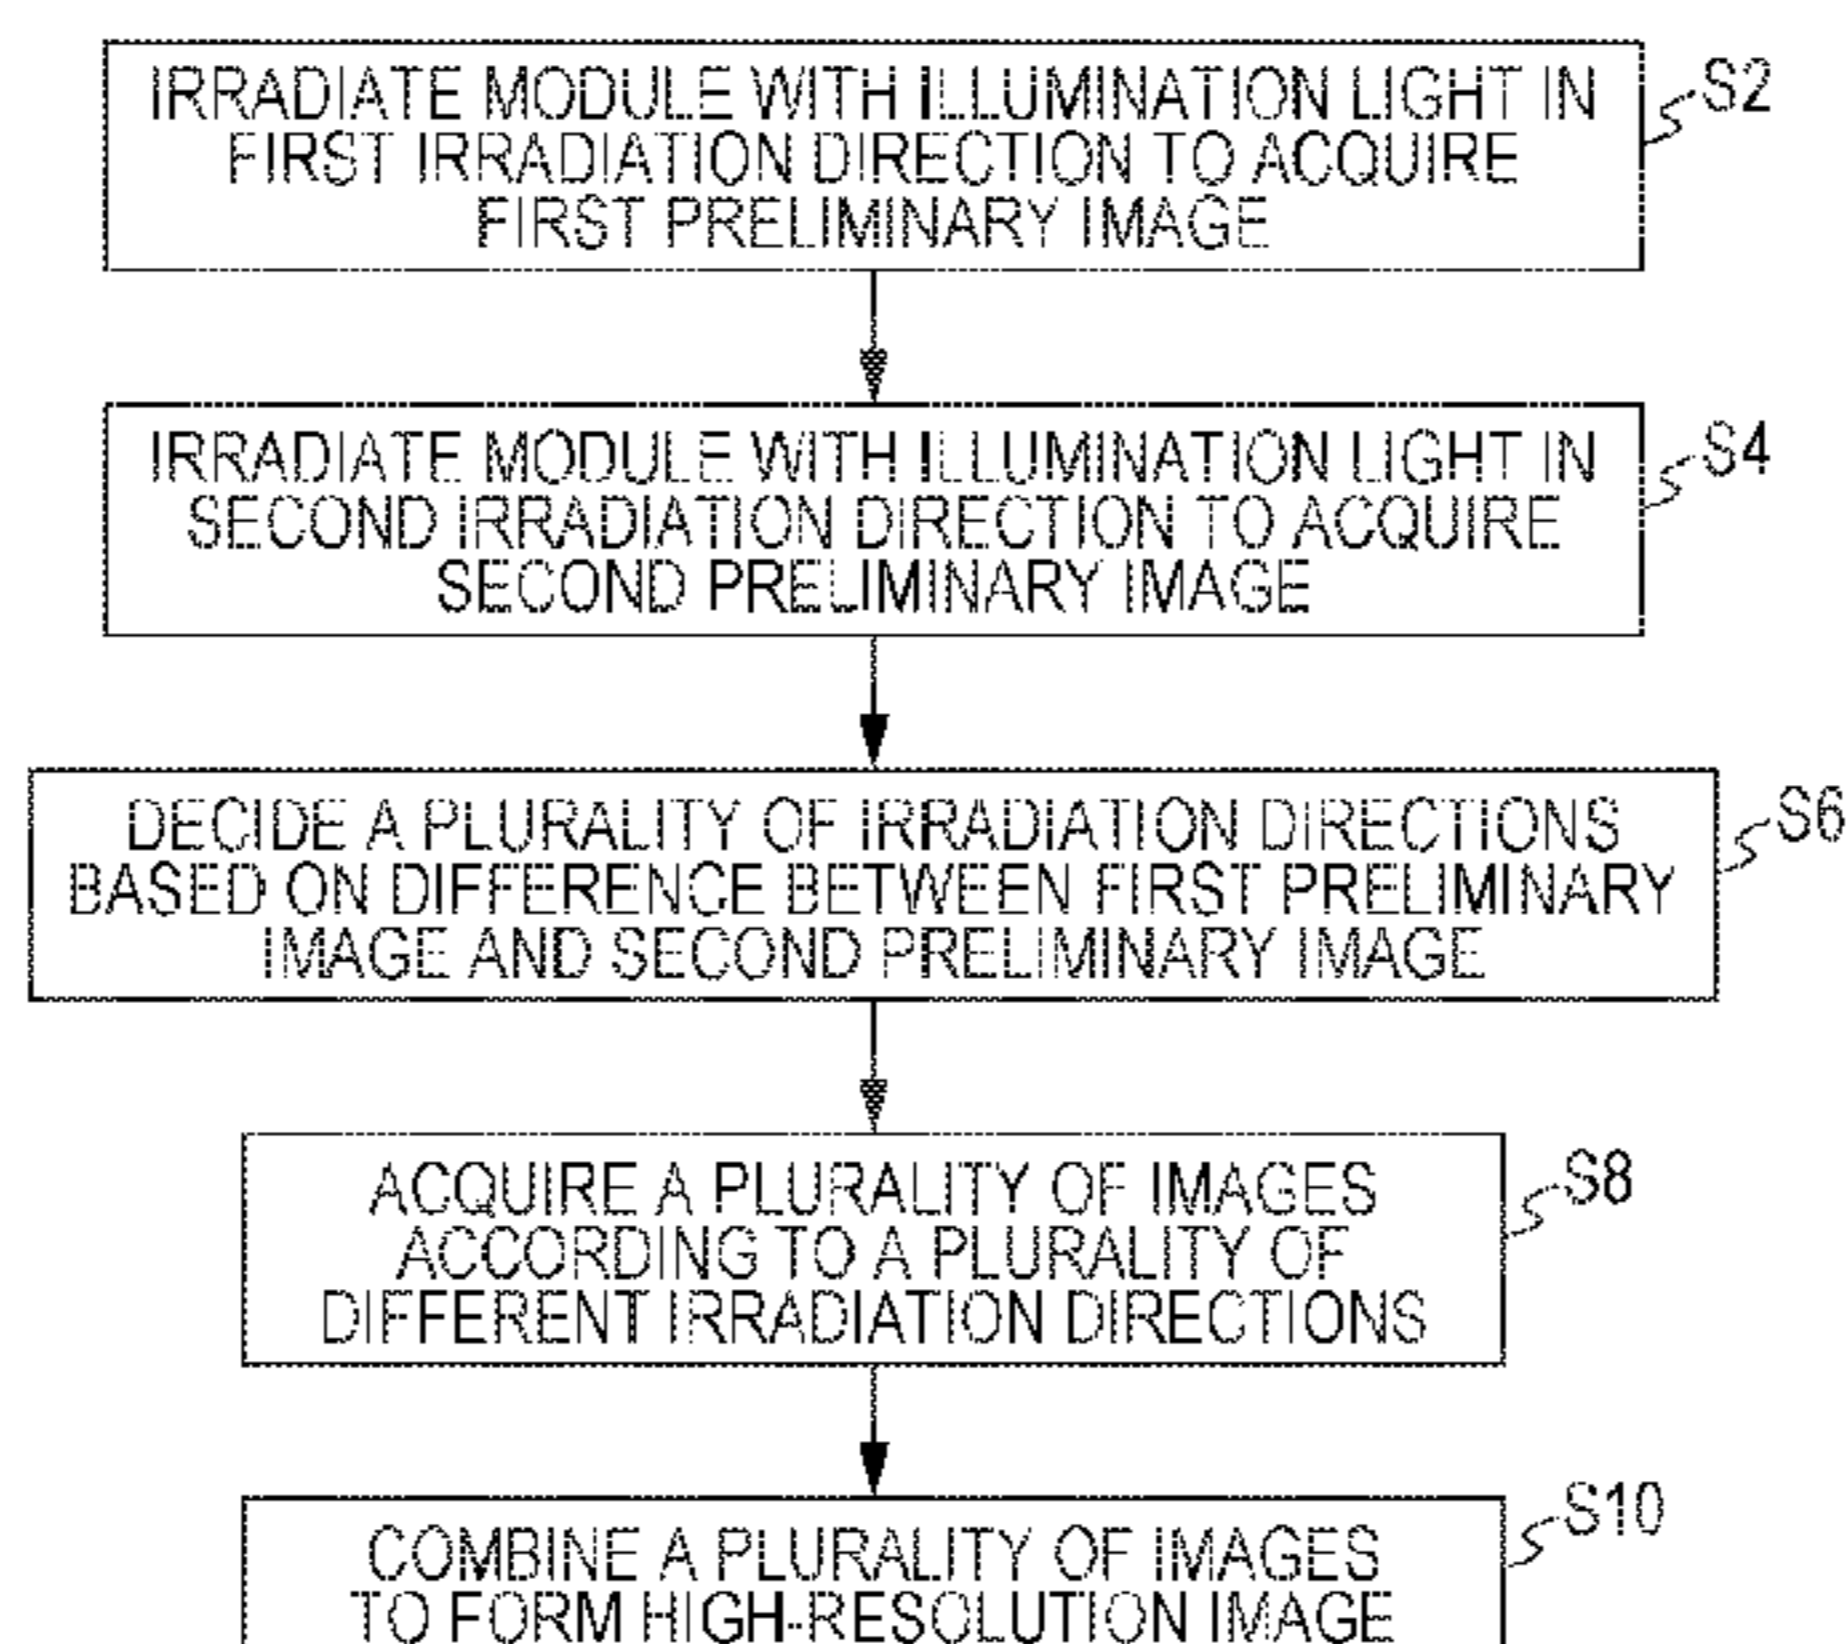 IRRADIATE MODULE WITH ILLUMINATION LIGHT IN
FIRST IRRADIATION DIRECTION TO ACQUIRE
FIRST PRELIMINARY IMAGE
S2
IRRADIATE MODULE WITH ILLUMINATION LIGHT IN
SECOND IRRADIATION DIRECTION TO ACQUIRE
SECOND PRELIMINARY IMAGE
S4
DECIDE A PLURALITY OF IRRADIATION DIRECTIONS
BASED ON DIFFERENCE BETWEEN FIRST PRELIMINARY
IMAGE AND SECOND PRELIMINARY IMAGE
S6
ACQUIRE A PLURALITY OF IMAGES
ACCORDING TO A PLURALITY OF
DIFFERENT IRRADIATION DIRECTIONS
S8
COMBINE A PLURALITY OF IMAGES
TO FORM HIGH-RESOLUTION IMAGE
S10